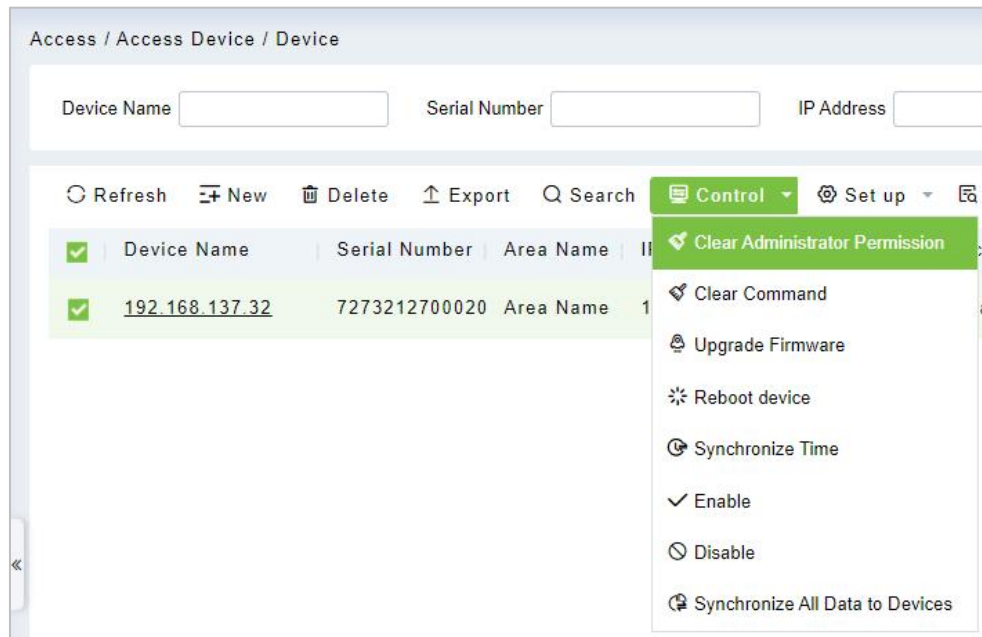 Access / Access Device / Device
Device Name Serial Number IP Address
Refresh New Delete Export Search Control Set up
Device Name Serial Number Area Name
192.168.137.32 7273212700020 Area Name 1
Clear Administrator Permission
Clear Command
Upgrade Firmware
Reboot device
Synchronize Time
Enable
Disable
Synchronize All Data to Devices